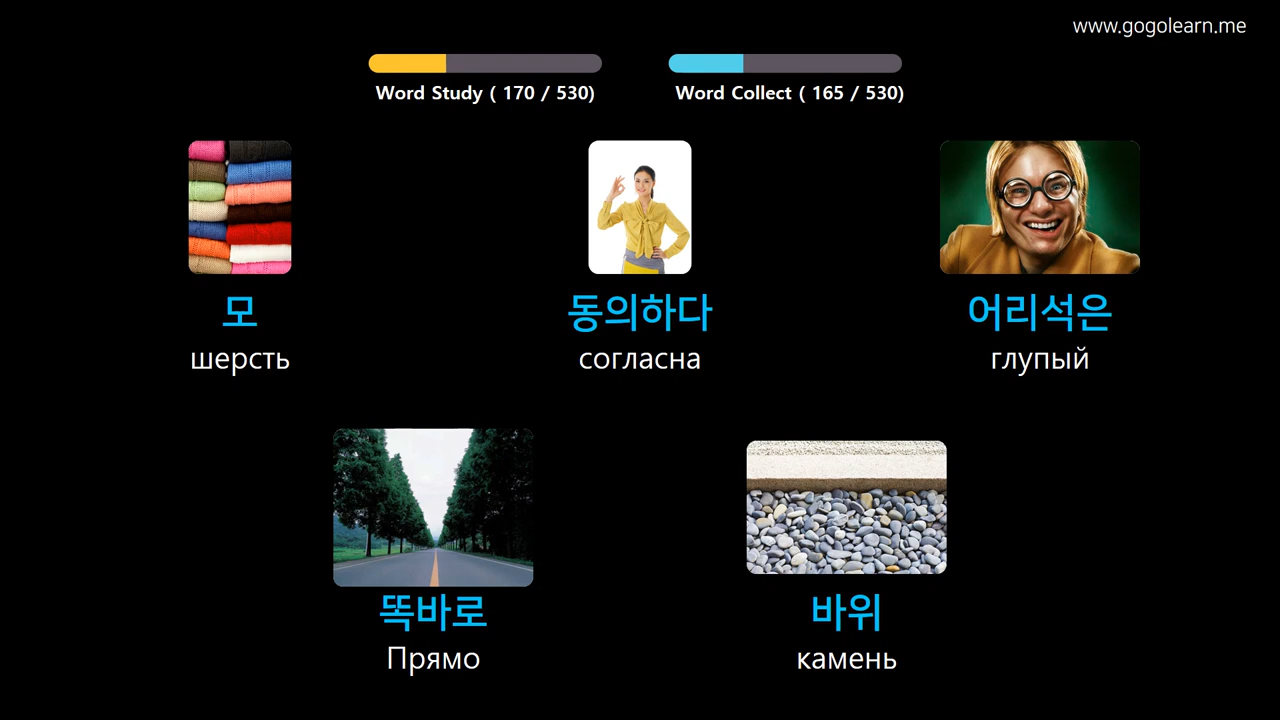 www.gogolearn.me
Word Study ( 170 / 530)
Word Collect ( 165 / 530)
모
동의하다
어리석은
шерсть
согласна
глупый
똑바로
바위
Прямо
камень